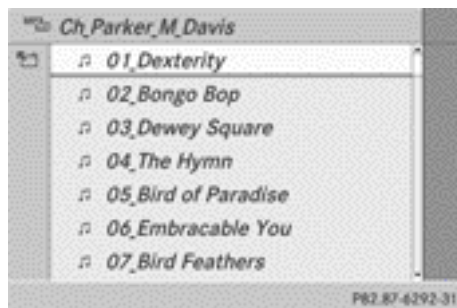 Ch_Parker_M_Davis
01_Dexterity
02_Bongo Bop
03_Dewey Square
04_The Hymn
05_Bird of Paradise
06_Embracable You
07_Bird Feathers
P82.87-6292-31